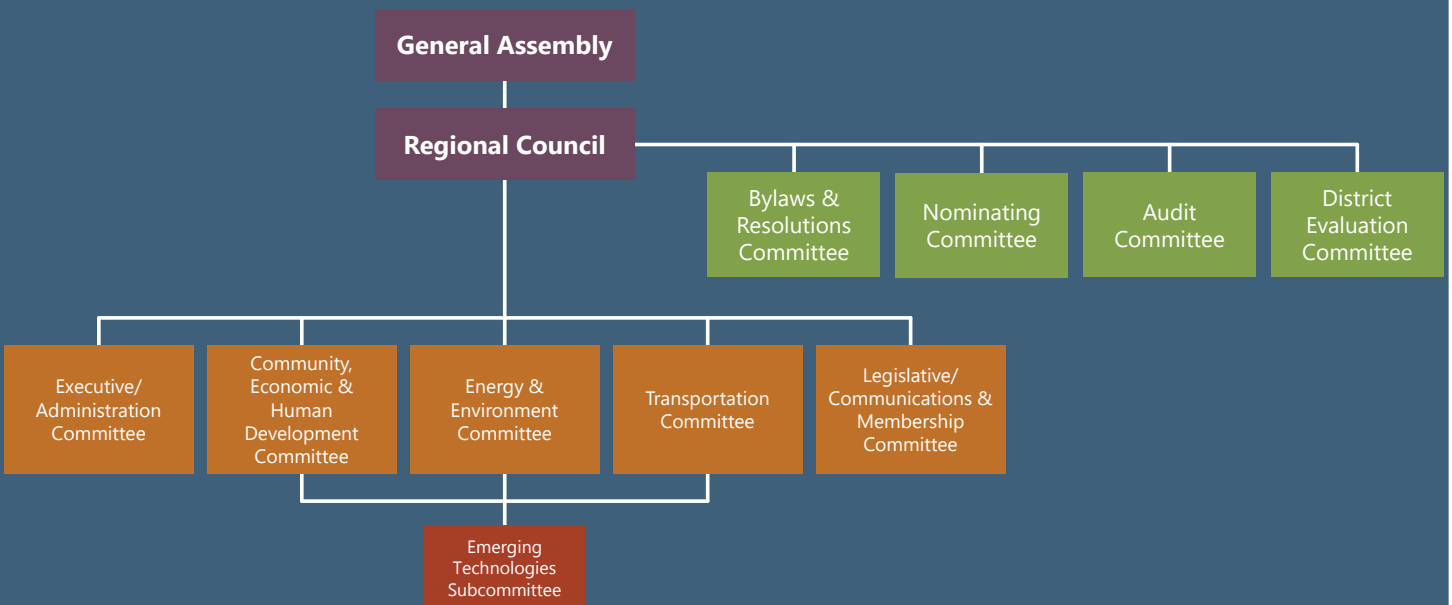 General Assembly
Regional Council
Bylaws &
Resolutions
Committee
Nominating
Committee
Audit
Committee
District
Evaluation
Committee
Executive/
Administration
Committee
Community,
Economic &
Human
Development
Committee
Energy &
Environment
Committee
Transportation
Committee
Legislative/
Communications &
Membership
Committee
Emerging
Technologies
Subcommittee